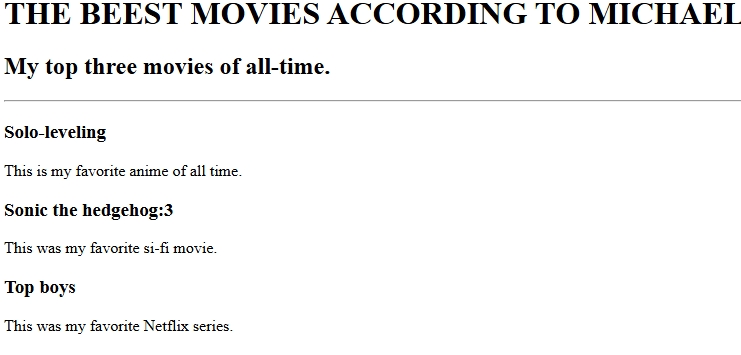 THE BEEST MOVIES ACCORDING TO MICHAEL
My top three movies of all-time.
Solo-leveling
This is my favorite anime of all time.
Sonic the hedgehog:3
This was my favorite si-fi movie.
Top boys
This was my favorite Netflix series.